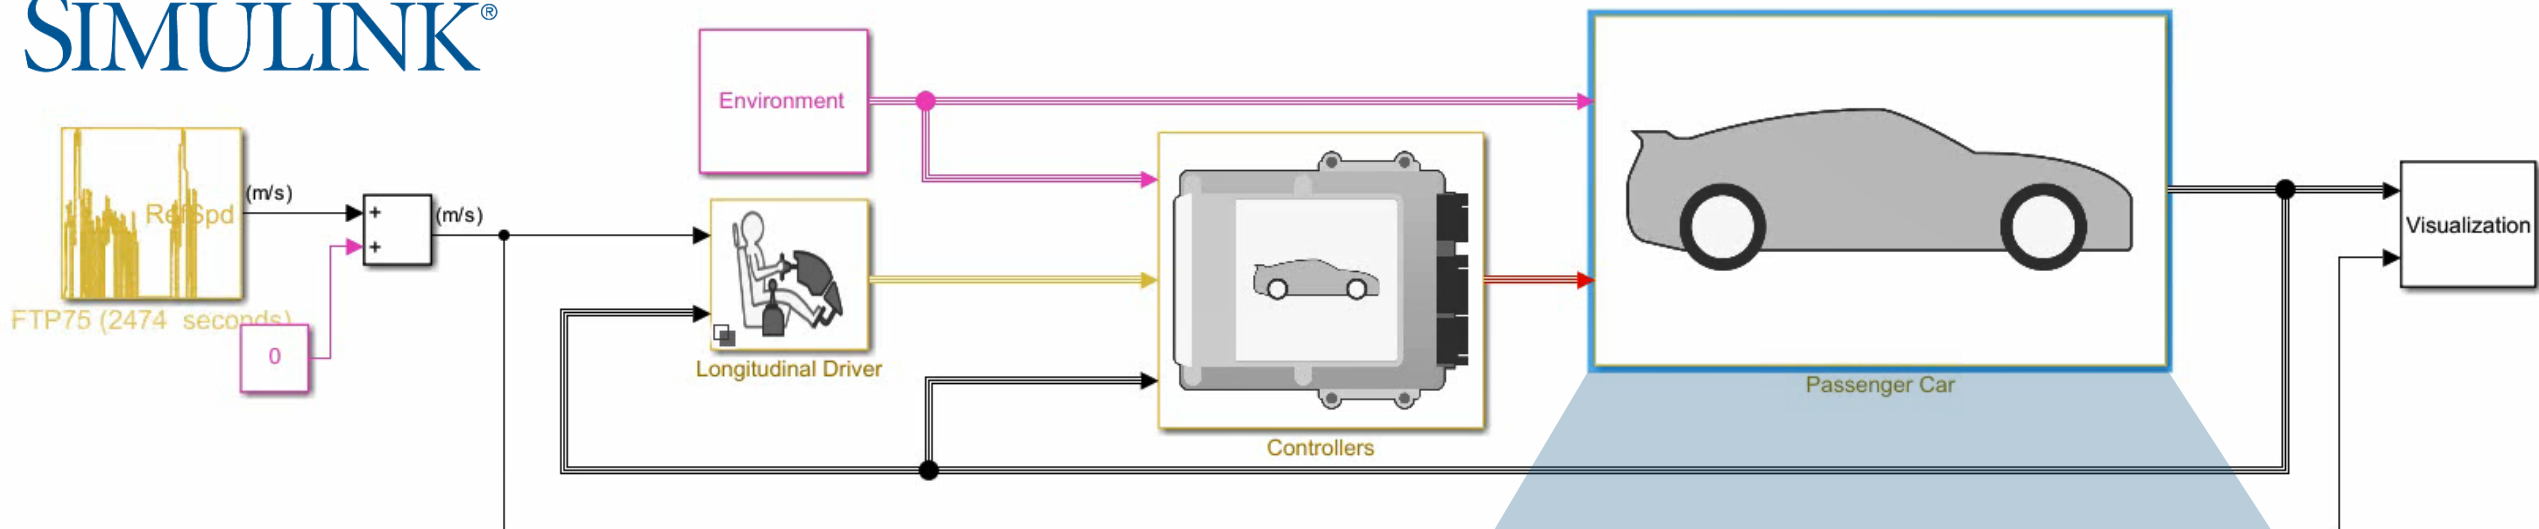 SIMULINK®
Environment
(m/s)
RefSpd
+
(m/s)
+
Visualization
FTP75 (2474 seconds)
0
Longitudinal Driver
Passenger Car
Controllers